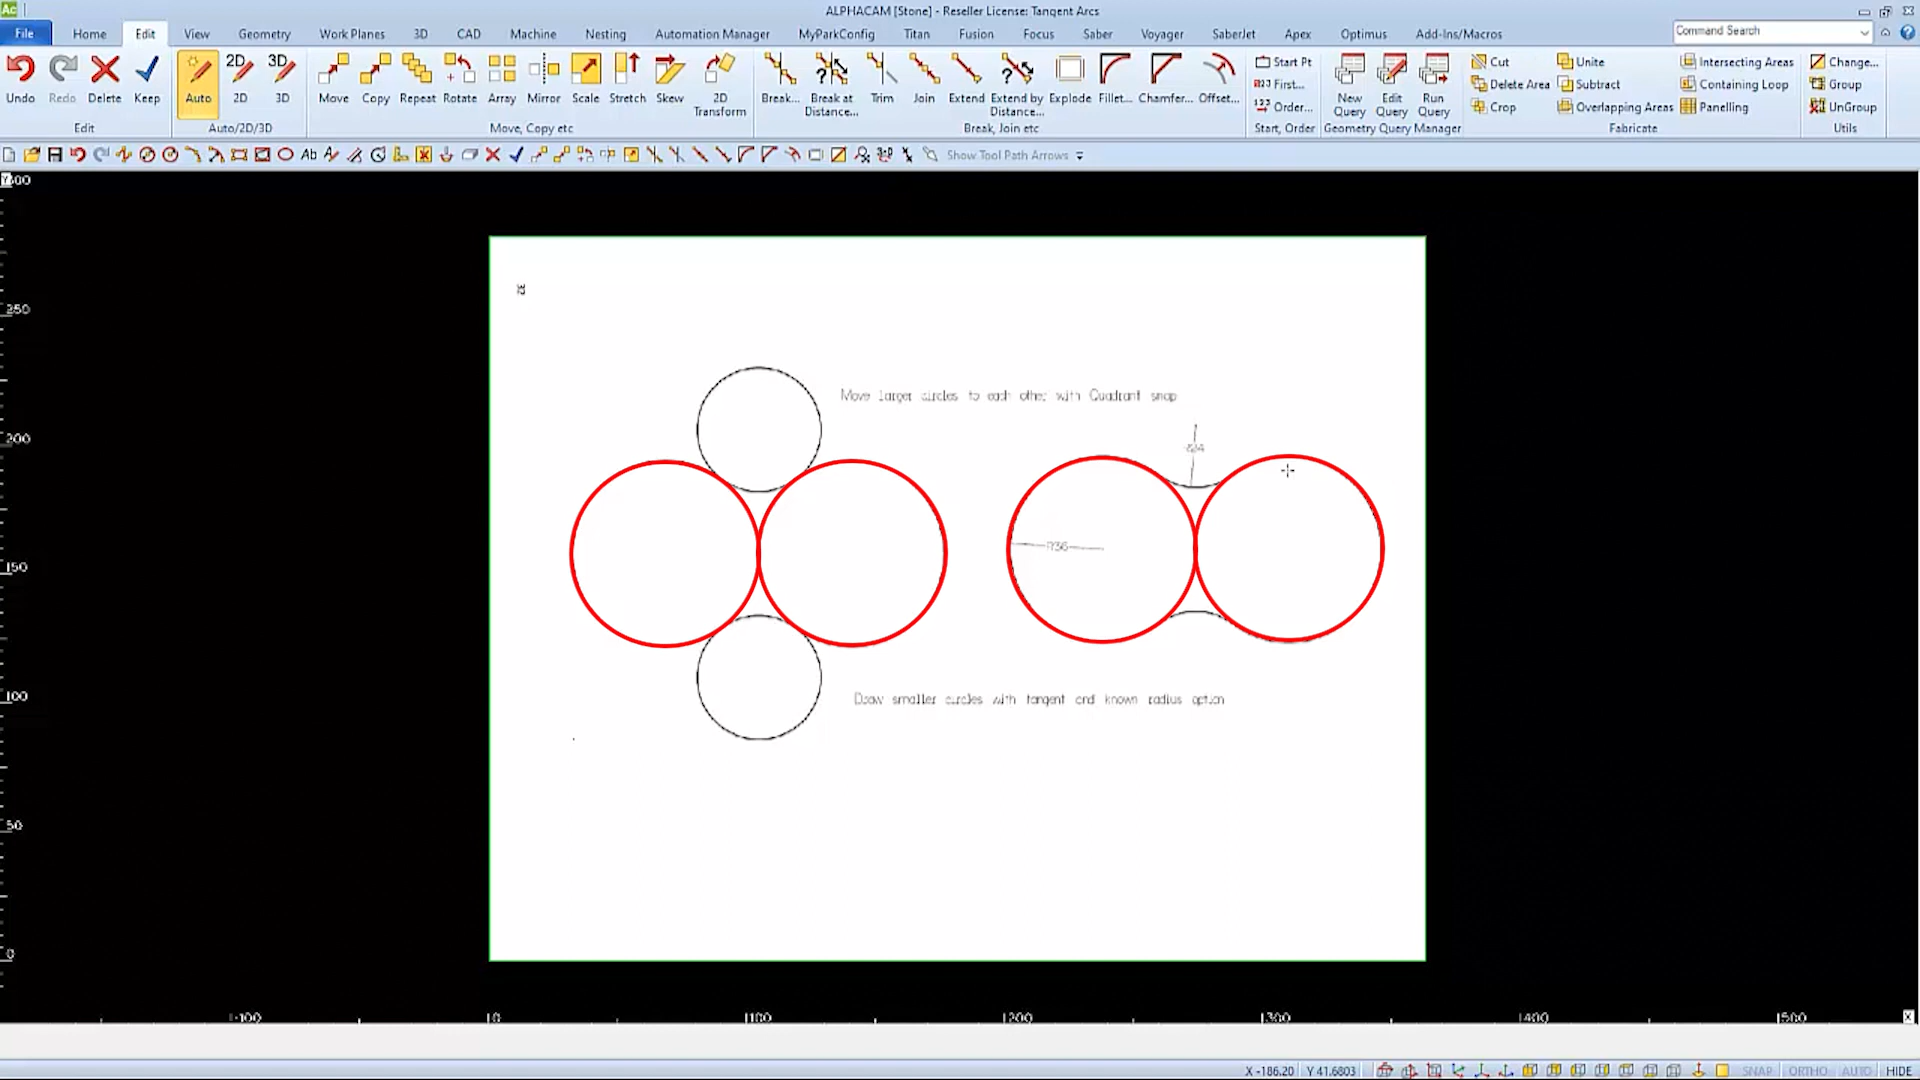 ALPHACAM [Stone] - Reseller License: Tangent Arcs
File Home Edit View Geometry Work Planes 3D CAD Machine Nesting Automation Manager MyParkConfig Titan Fusion Focus Saber Voyager SaberJet Apex Optimus Add-Ins/Macros Command Search
Undo Redo Delete Keep
Edit
Auto 2D 3D
Auto/2D/3D
Move Copy Repeat Rotate Array Mirror Scale Stretch Skew 2D Transform
Move, Copy etc
Break... Break at Distance... Trim Join Extend Extend by Distance... Explode Fillet... Chamfer... Offset...
Break, Join etc
Start Pt
First...
Order...
Start, Order
New Query Edit Query Run Query
Geometry Query Manager
Cut Unite Intersecting Areas
Delete Area Subtract Containing Loop
Crop Overlapping Areas Panelling
Fabricate
Change...
Group
UnGroup
Utils
Ab Show Tool Path Arrows
Move larger circles to each other with Quadrant snap
R36
Draw smaller circles with tangent and known radius option
250
200
150
100
50
0
-100 0 100 200 300 400 500
X -186.20 Y 41.6803 SNAP ORTHO AUTO HIDE